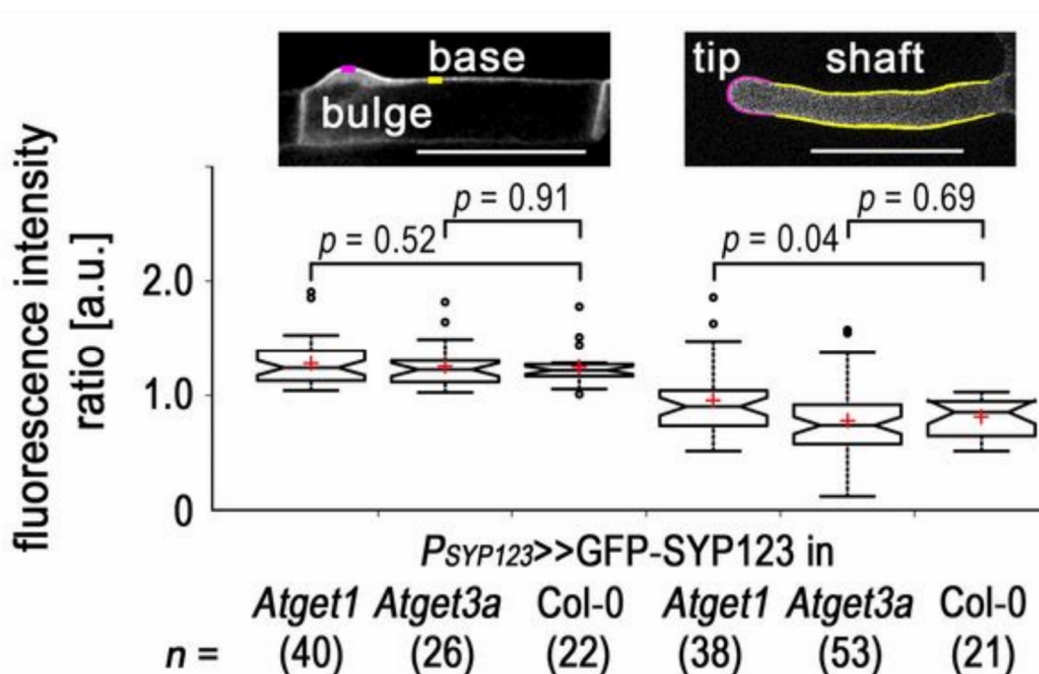 base
bulge
tip
shaft
p = 0.91
p = 0.52
p = 0.69
p = 0.04
fluorescence intensity
ratio [a.u.]
2.0
1.0
0
PSYP123>>GFP-SYP123 in
Atget1 Atget3a Col-0 Atget1 Atget3a Col-0
n = (40) (26) (22) (38) (53) (21)